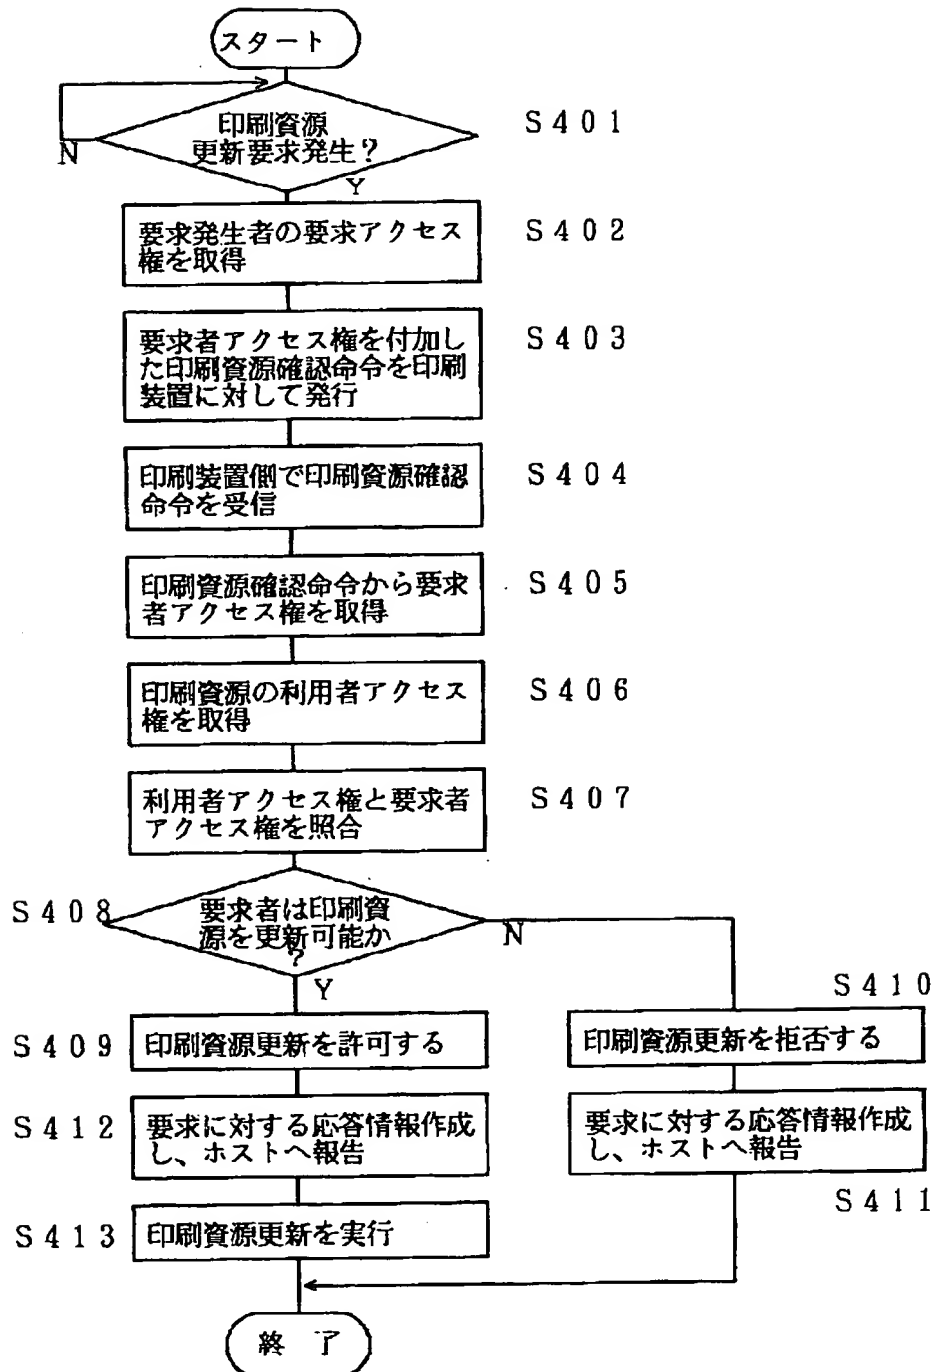 スタート
印刷資源
更新要求発生?
S401
N
Y
要求発生者の要求アクセス
権を取得
S402
要求者アクセス権を付加し
た印刷資源確認命令を印刷
装置に対して発行
S403
印刷装置側で印刷資源確認
命令を受信
S404
印刷資源確認命令から要求
者アクセス権を取得
S405
印刷資源の利用者アクセス
権を取得
S406
利用者アクセス権と要求者
アクセス権を照合
S407
S408
要求者は印刷資
源を更新可能か
?
N
Y
S410
S409
印刷資源更新を許可する
印刷資源更新を拒否する
S412
要求に対する応答情報作成
し、ホストへ報告
要求に対する応答情報作成
し、ホストへ報告
S411
S413
印刷資源更新を実行
終 了